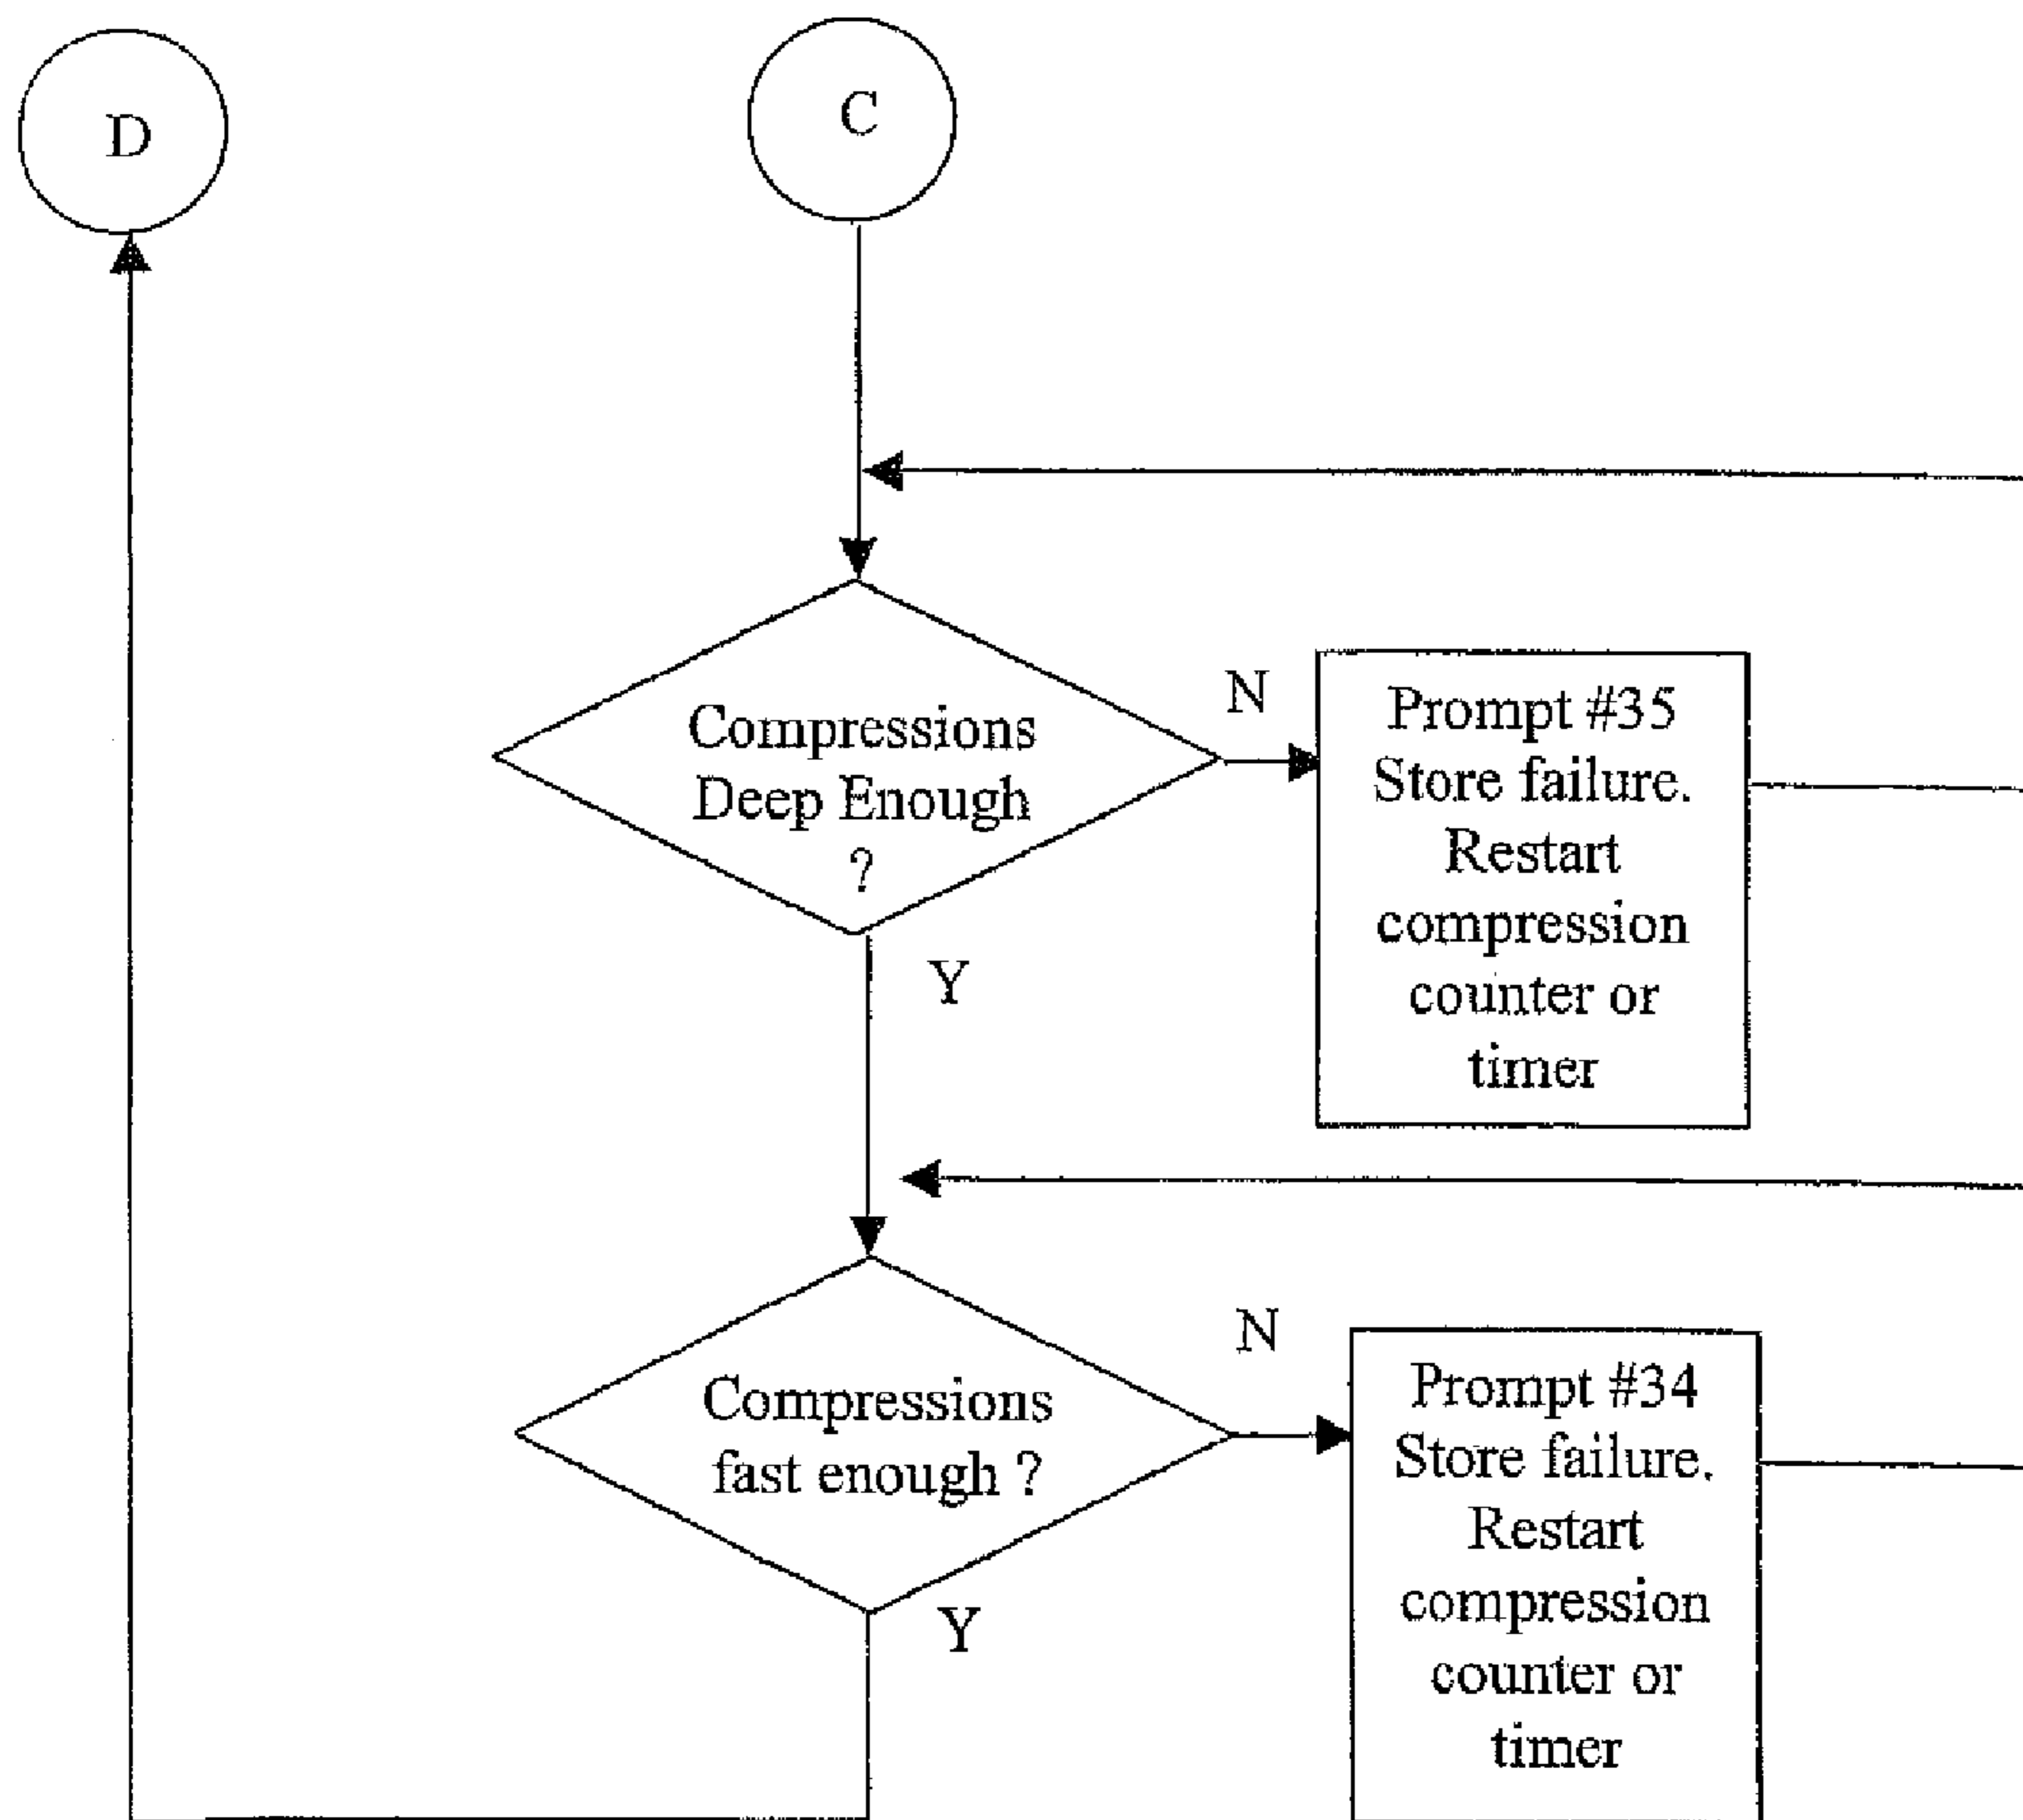 D
C
Compressions
Deep Enough
?
N
Prompt #35
Store failure.
Restart
compression
counter or
timer
Y
Compressions
fast enough ?
N
Prompt #34
Store failure.
Restart
compression
counter or
timer
Y